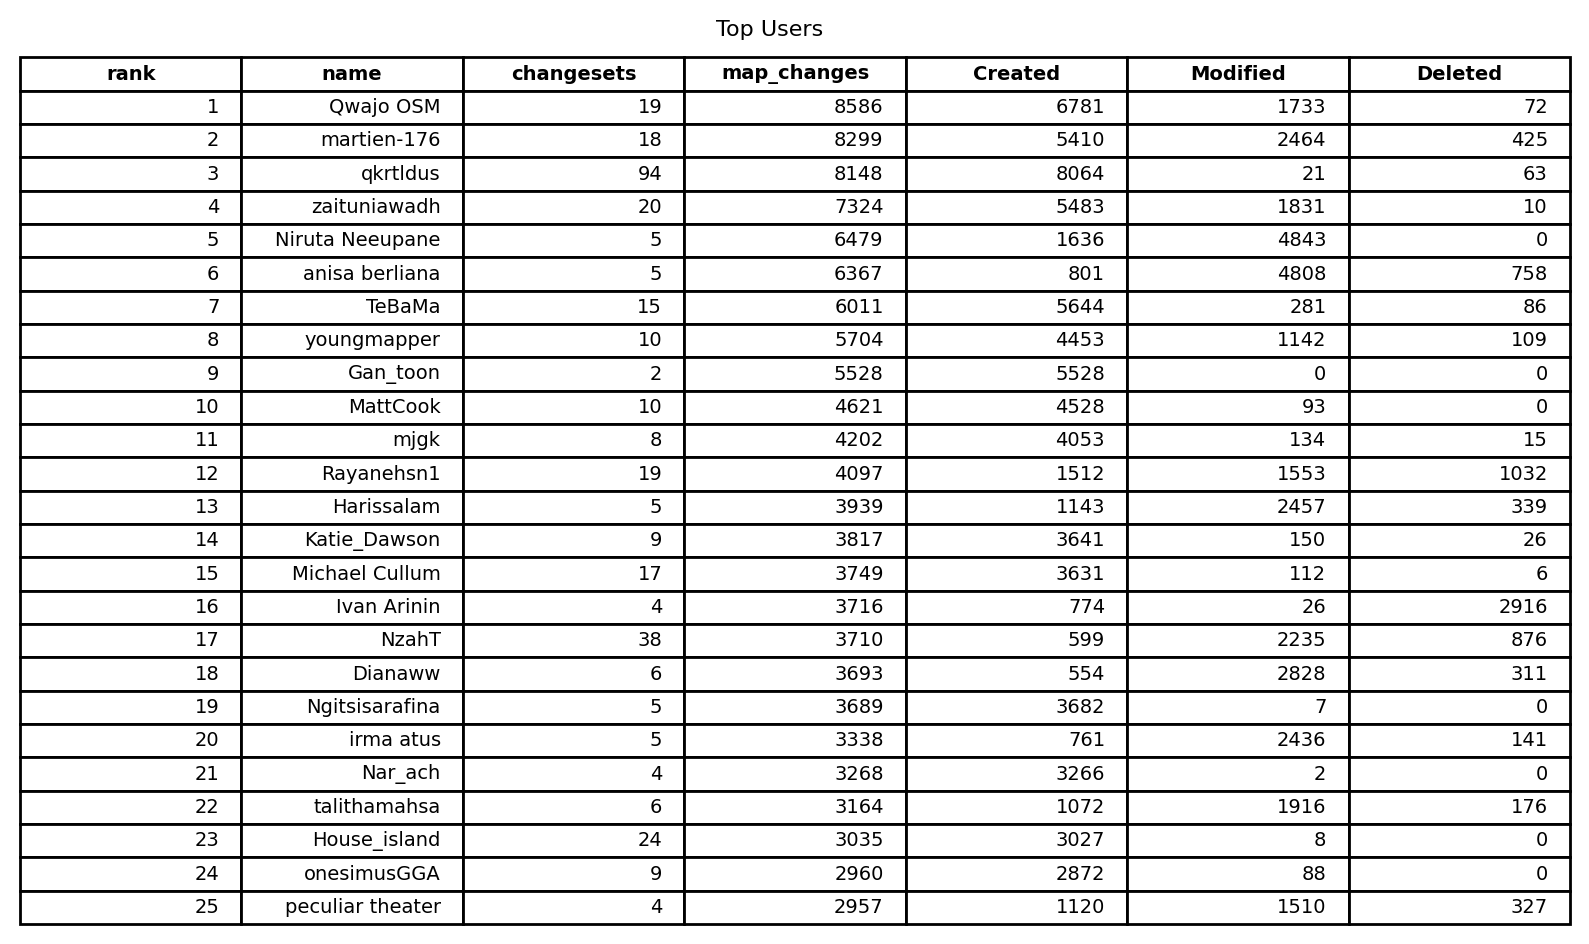 Top Users
rank name changesets map_changes Created Modified Deleted
1 Qwajo OSM 19 8586 6781 1733 72
2 martien-176 18 8299 5410 2464 425
3 qkrtldus 94 8148 8064 21 63
4 zaituniawadh 20 7324 5483 1831 10
5 Niruta Neeupane 5 6479 1636 4843 0
6 anisa berliana 5 6367 801 4808 758
7 TeBaMa 15 6011 5644 281 86
8 youngmapper 10 5704 4453 1142 109
9 Gan_toon 2 5528 5528 0 0
10 MattCook 10 4621 4528 93 0
11 mjgk 8 4202 4053 134 15
12 Rayanehsn1 19 4097 1512 1553 1032
13 Harissalam 5 3939 1143 2457 339
14 Katie_Dawson 9 3817 3641 150 26
15 Michael Cullum 17 3749 3631 112 6
16 Ivan Arinin 4 3716 774 26 2916
17 NzahT 38 3710 599 2235 876
18 Dianaww 6 3693 554 2828 311
19 Ngitsisarafina 5 3689 3682 7 0
20 irma atus 5 3338 761 2436 141
21 Nar_ach 4 3268 3266 2 0
22 talithamahsa 6 3164 1072 1916 176
23 House_island 24 3035 3027 8 0
24 onesimusGGA 9 2960 2872 88 0
25 peculiar theater 4 2957 1120 1510 327